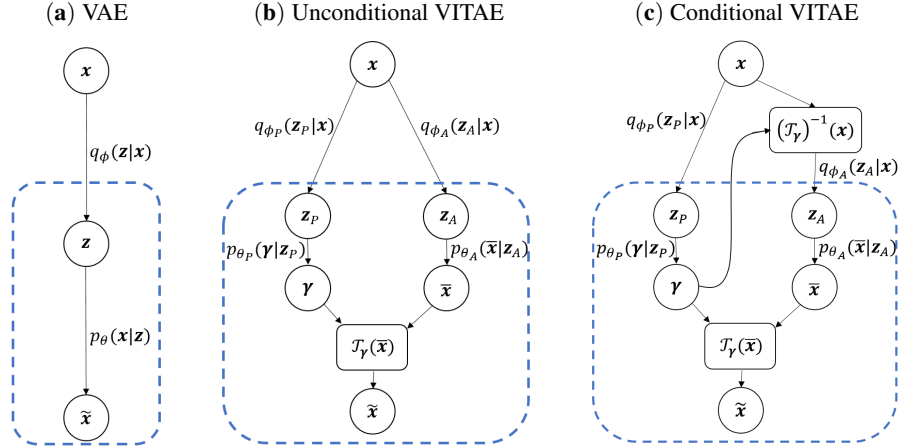 (a) VAE
x
qϕ(z|x)
z
pθ(x|z)
x̃
(b) Unconditional VITAE
x
qϕP(zP|x)
qϕA(zA|x)
zP
zA
pθP(γ|zP)
pθA(x̄|zA)
γ
x̄
𝒯γ(x̄)
x̃
(c) Conditional VITAE
x
qϕP(zP|x)
(𝒯γ)⁻¹(x)
qϕA(zA|x)
zP
zA
pθP(γ|zP)
pθA(x̄|zA)
γ
x̄
𝒯γ(x̄)
x̃